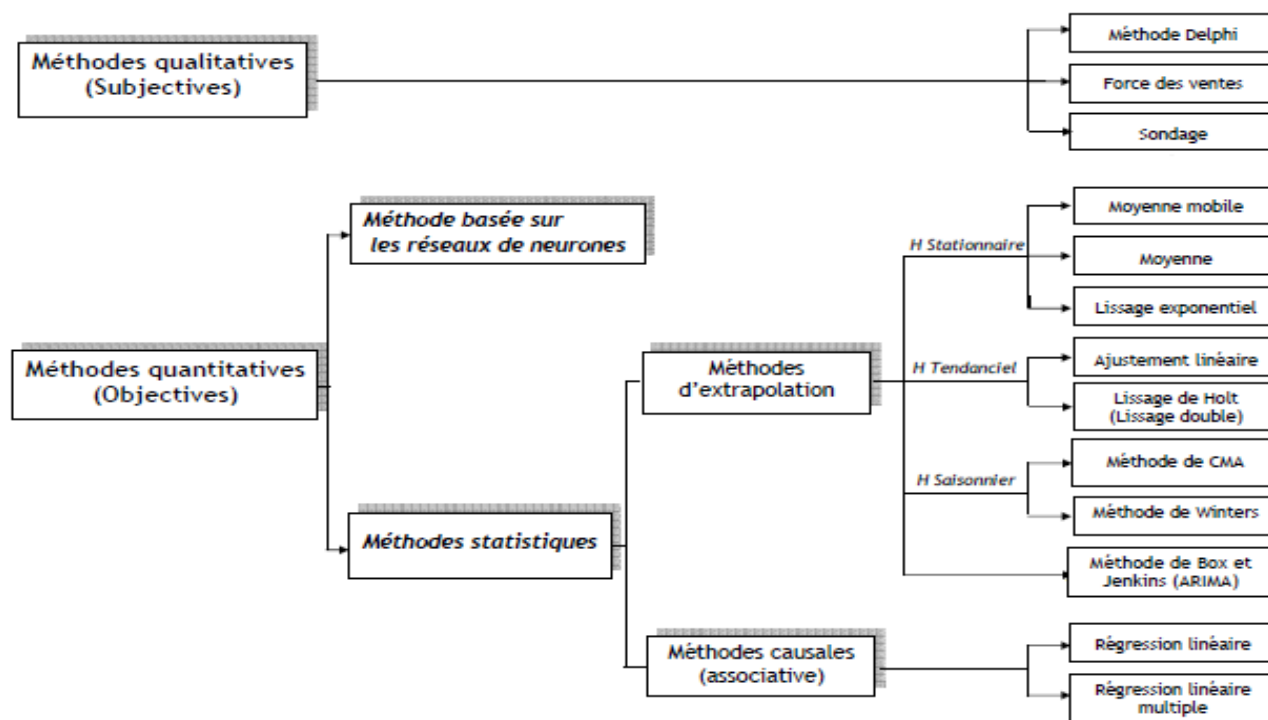 Méthodes qualitatives
(Subjectives)
Méthode Delphi
Force des ventes
Sondage
Méthodes quantitatives
(Objectives)
Méthode basée sur
les réseaux de neurones
Méthodes statistiques
Méthodes
d'extrapolation
H Stationnaire
Moyenne mobile
Moyenne
Lissage exponentiel
H Tendanciel
Ajustement linéaire
Lissage de Holt
(Lissage double)
H Saisonnier
Méthode de CMA
Méthode de Winters
Méthode de Box et
Jenkins (ARIMA)
Méthodes causales
(associative)
Régression linéaire
Régression linéaire
multiple